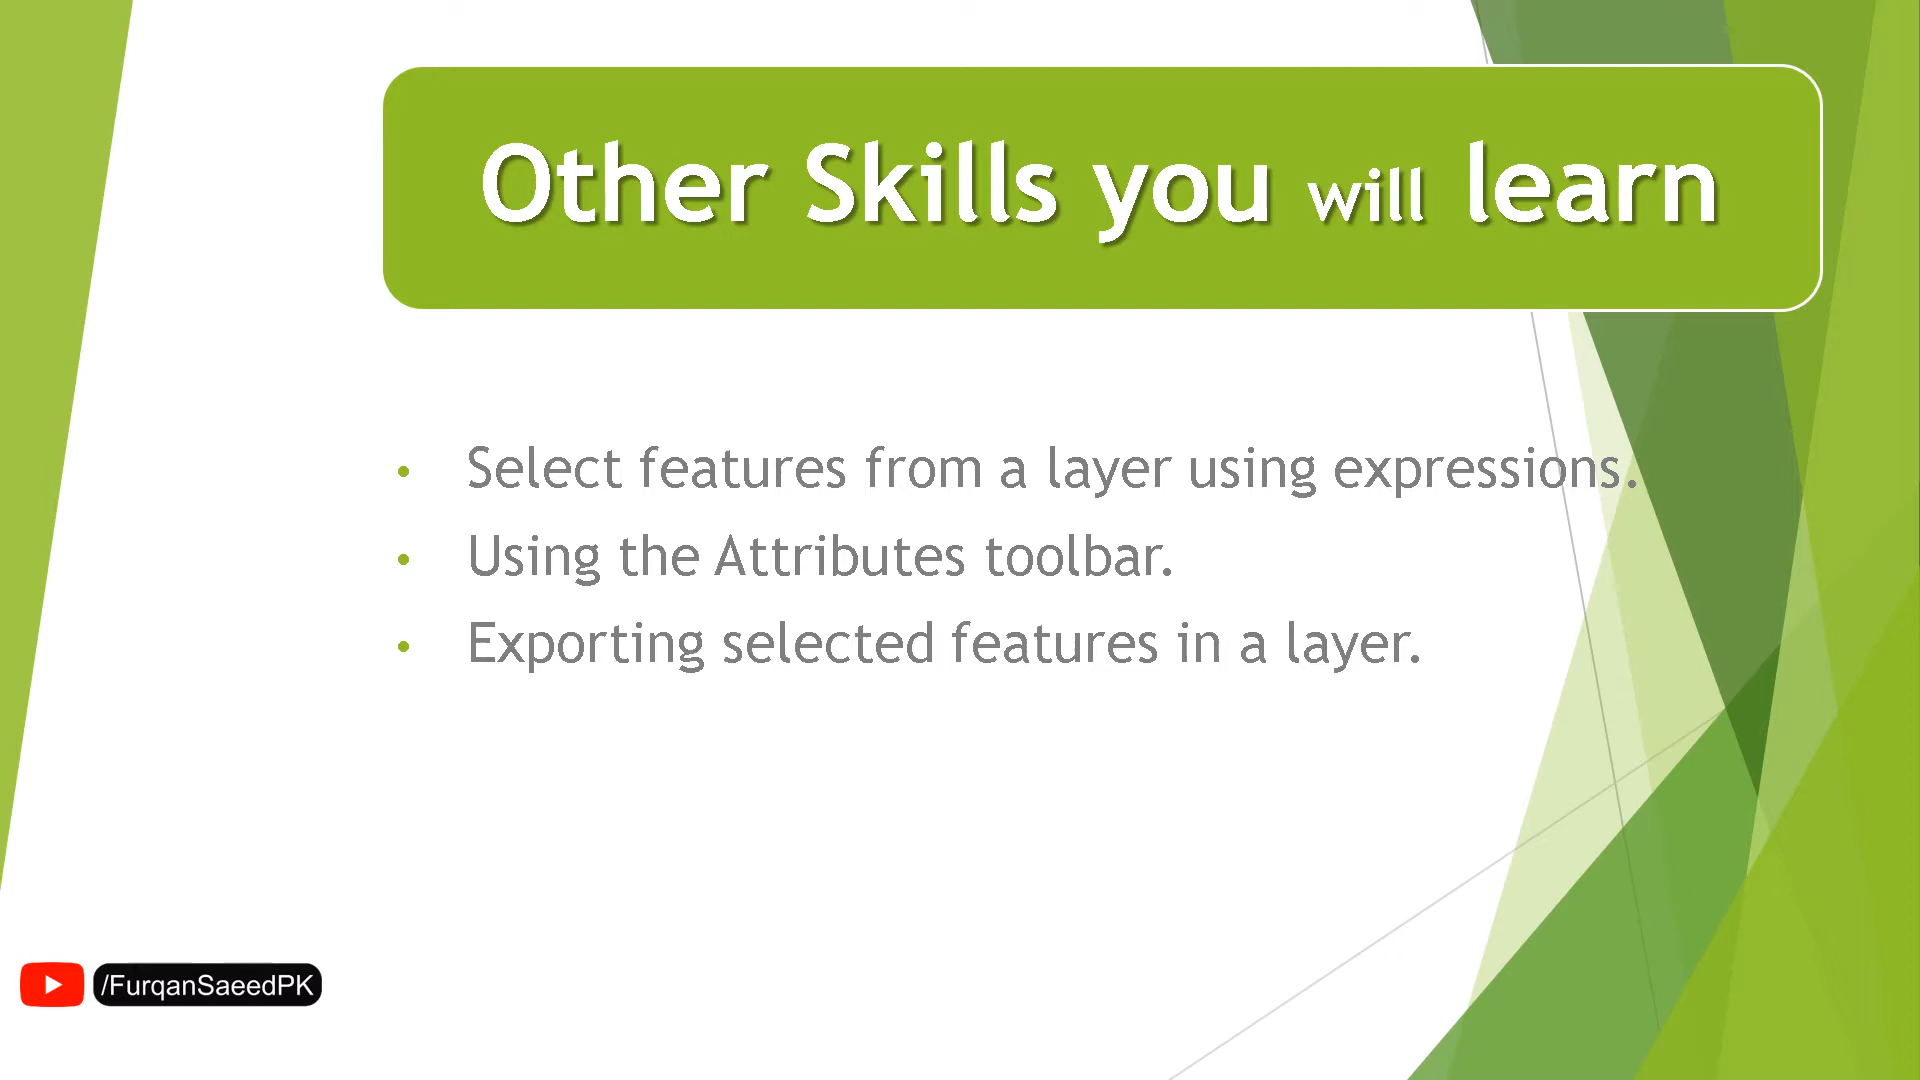 Other Skills you will learn
• Select features from a layer using expressions.
• Using the Attributes toolbar.
• Exporting selected features in a layer.
/FurqanSaeedPK